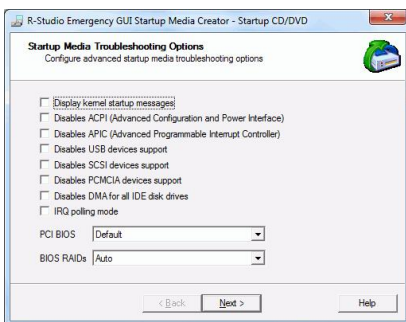 R-Studio Emergency GUI Startup Media Creator - Startup CD/DVD
Startup Media Troubleshooting Options
Configure advanced startup media troubleshooting options
Display kernel startup messages
Disables ACPI (Advanced Configuration and Power Interface)
Disables APIC (Advanced Programmable Interrupt Controller)
Disables USB devices support
Disables SCSI devices support
Disables PCMCIA devices support
Disables DMA for all IDE disk drives
IRQ polling mode
PCI BIOS Default
BIOS RAIDs Auto
< Back Next > Help